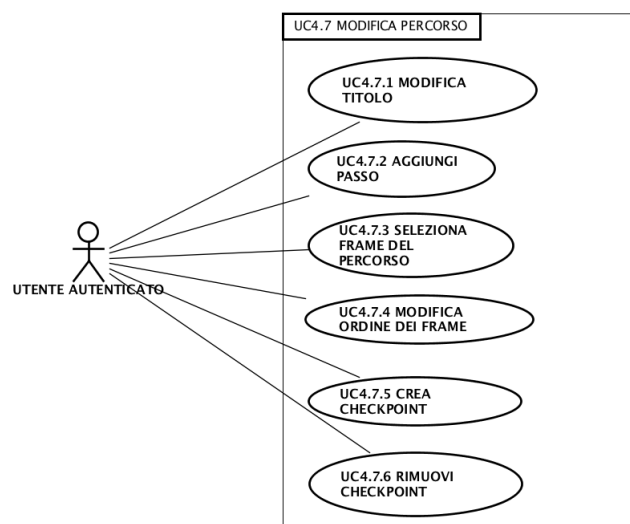 UC4.7 MODIFICA PERCORSO
UC4.7.1 MODIFICA
TITOLO
UC4.7.2 AGGIUNGI
PASSO
UC4.7.3 SELEZIONA
FRAME DEL
PERCORSO
UTENTE AUTENTICATO
UC4.7.4 MODIFICA
ORDINE DEI FRAME
UC4.7.5 CREA
CHECKPOINT
UC4.7.6 RIMUOVI
CHECKPOINT